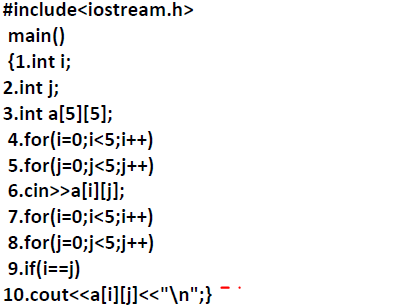 #include<iostream.h>
main()
{1.int i;
2.int j;
3.int a[5][5];
4.for(i=0;i<5;i++)
5.for(j=0;j<5;j++)
6.cin>>a[i][j];
7.for(i=0;i<5;i++)
8.for(j=0;j<5;j++)
9.if(i==j)
10.cout<<a[i][j]<<"\n";}